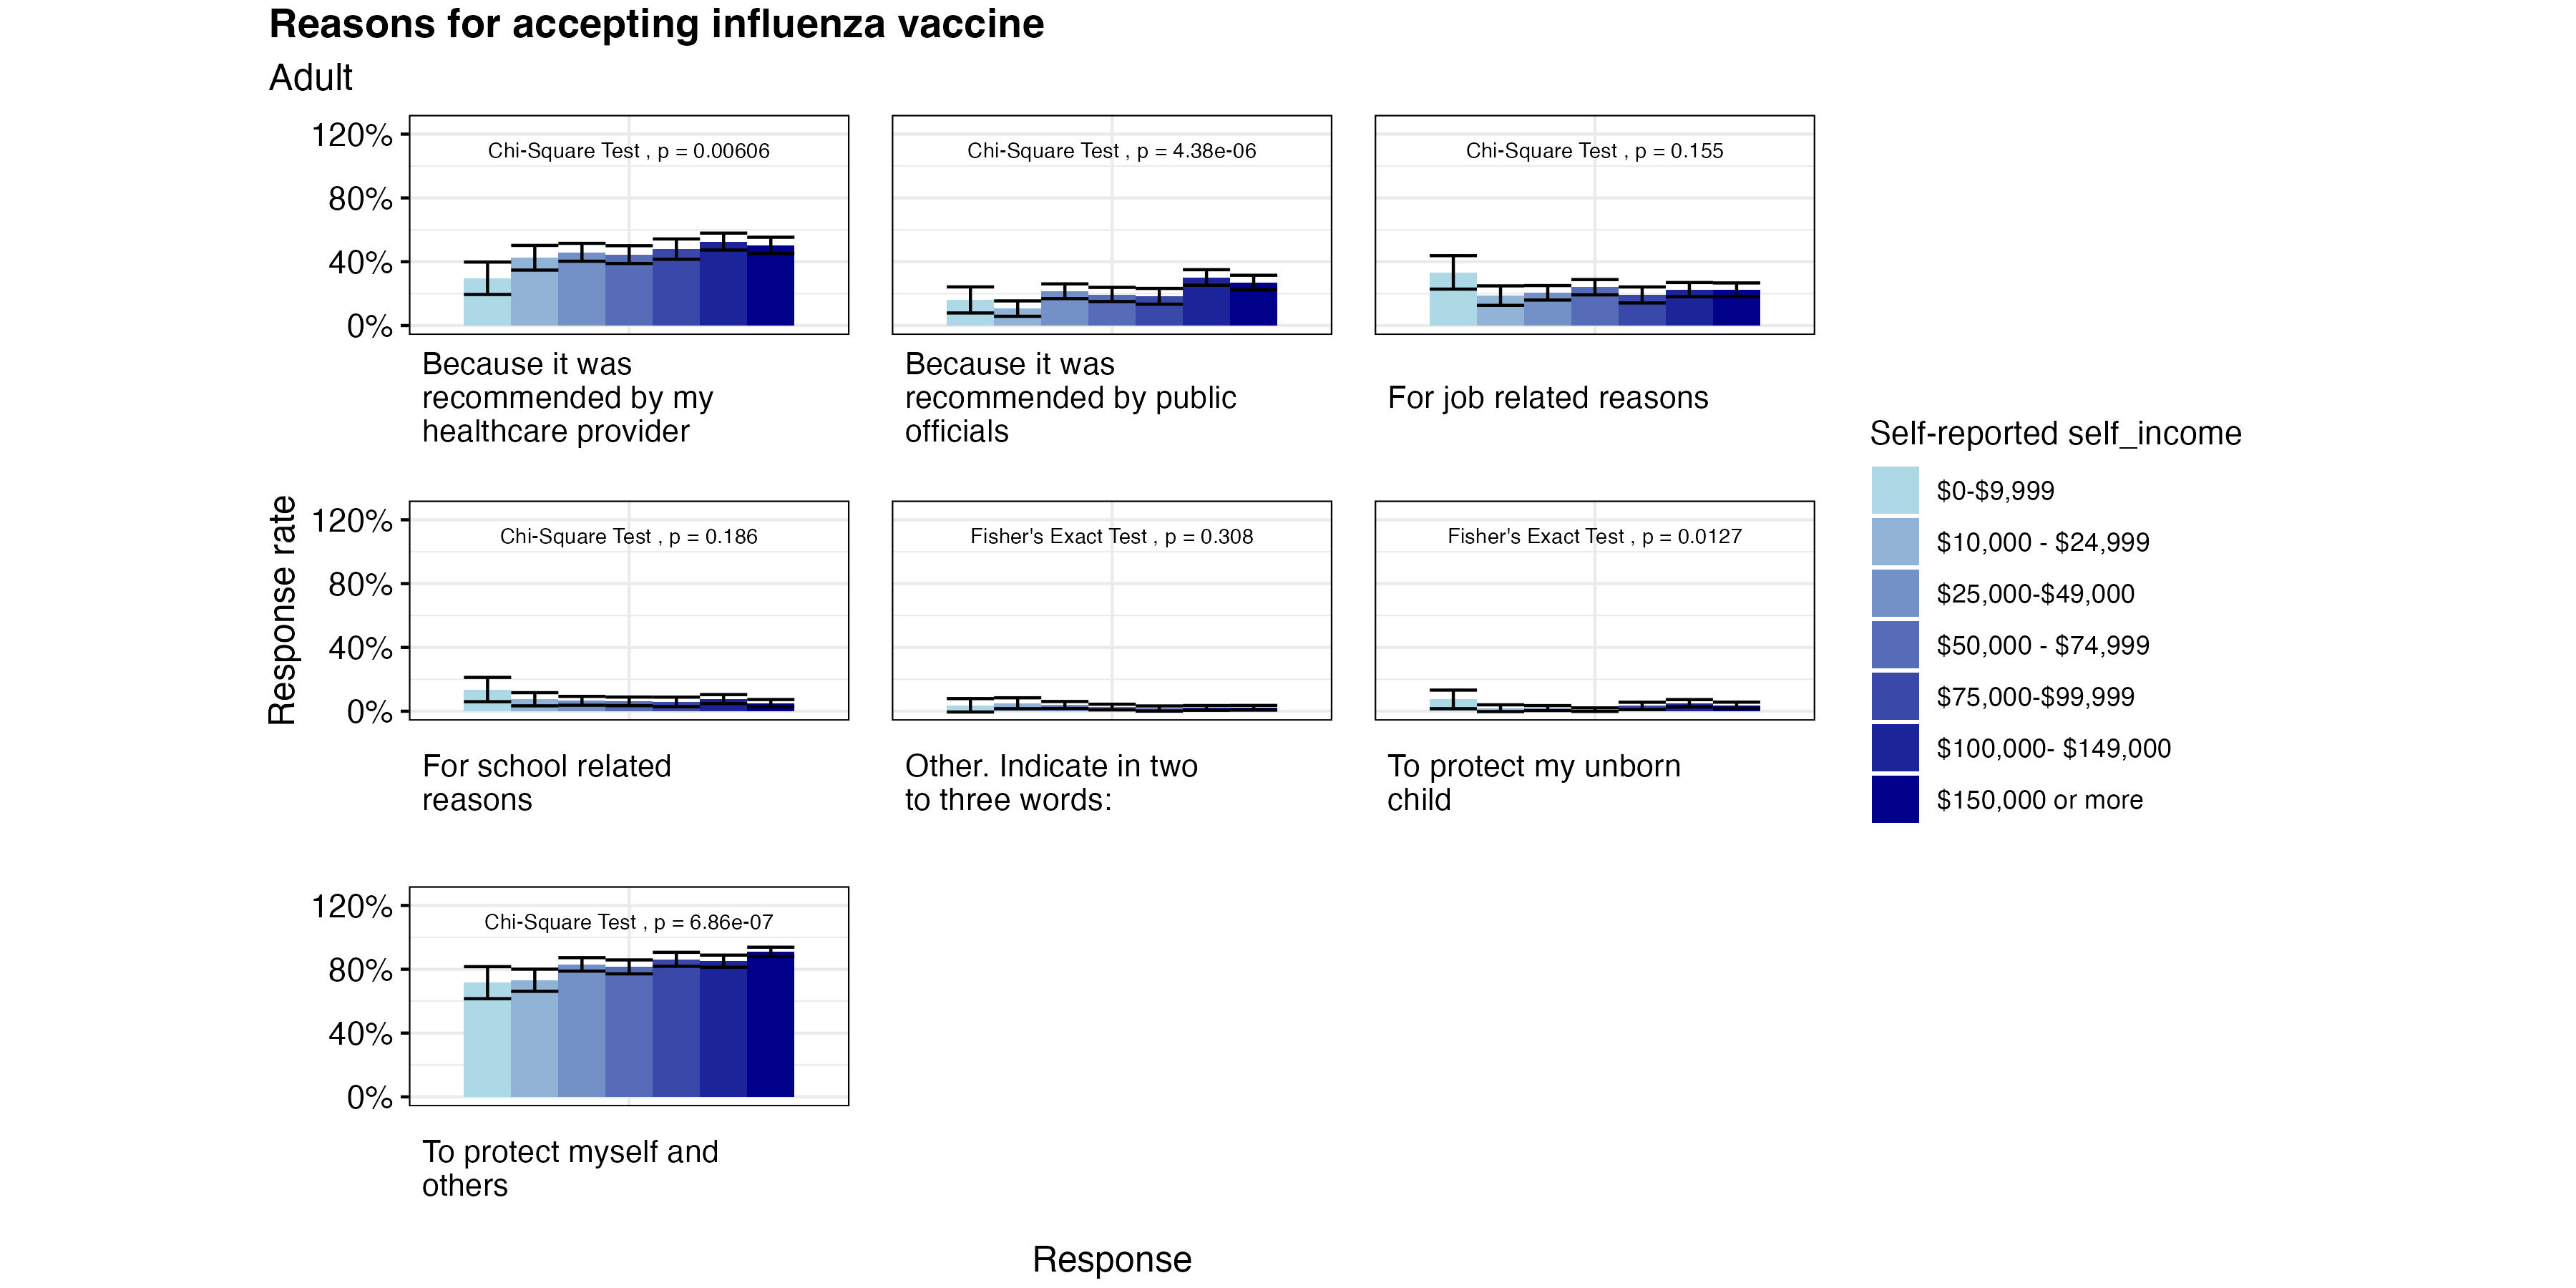 Reasons for accepting influenza vaccine
Adult
120%
80%
40%
0%
Chi-Square Test , p = 0.00606
Chi-Square Test , p = 4.38e-06
Chi-Square Test , p = 0.155
Because it was
recommended by my
healthcare provider
Because it was
recommended by public
officials
For job related reasons
Response rate
120%
80%
40%
0%
Chi-Square Test , p = 0.186
Fisher's Exact Test , p = 0.308
Fisher's Exact Test , p = 0.0127
For school related
reasons
Other. Indicate in two
to three words:
To protect my unborn
child
120%
80%
40%
0%
Chi-Square Test , p = 6.86e-07
To protect myself and
others
Response
Self-reported self_income
$0-$9,999
$10,000 - $24,999
$25,000-$49,000
$50,000 - $74,999
$75,000-$99,999
$100,000- $149,000
$150,000 or more